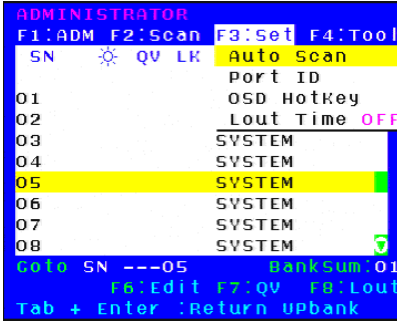 ADMINISTRATOR
F1:ADM F2:Scan F3:Set F4:Tool
SN QV LK Auto Scan
Port ID
01 OSD HotKey
02 Lout Time OFF
03 SYSTEM
04 SYSTEM
05 SYSTEM
06 SYSTEM
07 SYSTEM
08 SYSTEM
Goto SN ---05 BankSum:01
F6:Edit F7:QV F8:Lout
Tab + Enter :Return UPbank